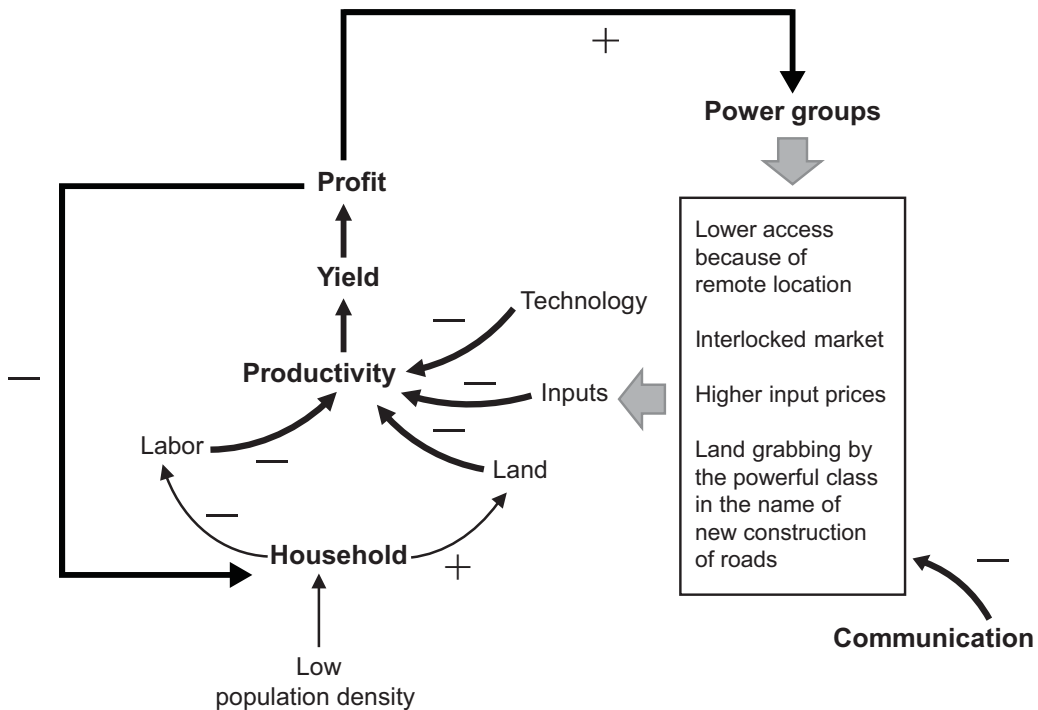 +
Power groups
Profit
Lower access
because of
remote location
Yield
Technology
—
Interlocked market
—
Productivity
—
Inputs
Higher input prices
—
Labor
—
Land
Land grabbing by
the powerful class
in the name of
new construction
of roads
—
Household
+
—
Communication
Low
population density